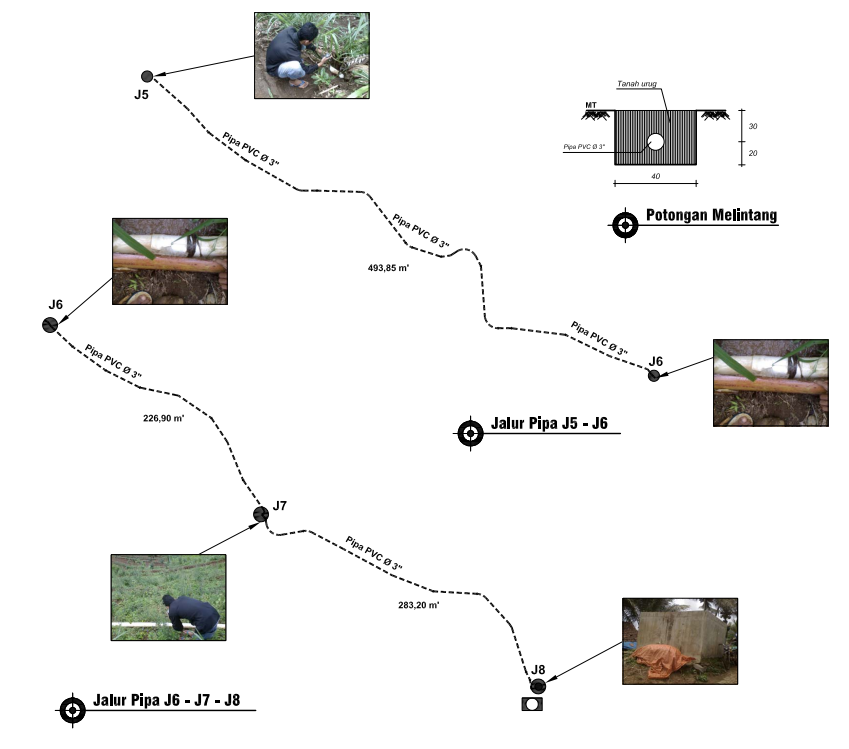 J5
Pipa PVC Ø 3"
Pipa PVC Ø 3"
493,85 m'
Pipa PVC Ø 3"
J6
Jalur Pipa J5 - J6
Tanah urug
MT
Pipa PVC Ø 3"
30
20
40
Potongan Melintang
J6
Pipa PVC Ø 3"
226,90 m'
J7
Pipa PVC Ø 3"
283,20 m'
J8
Jalur Pipa J6 - J7 - J8